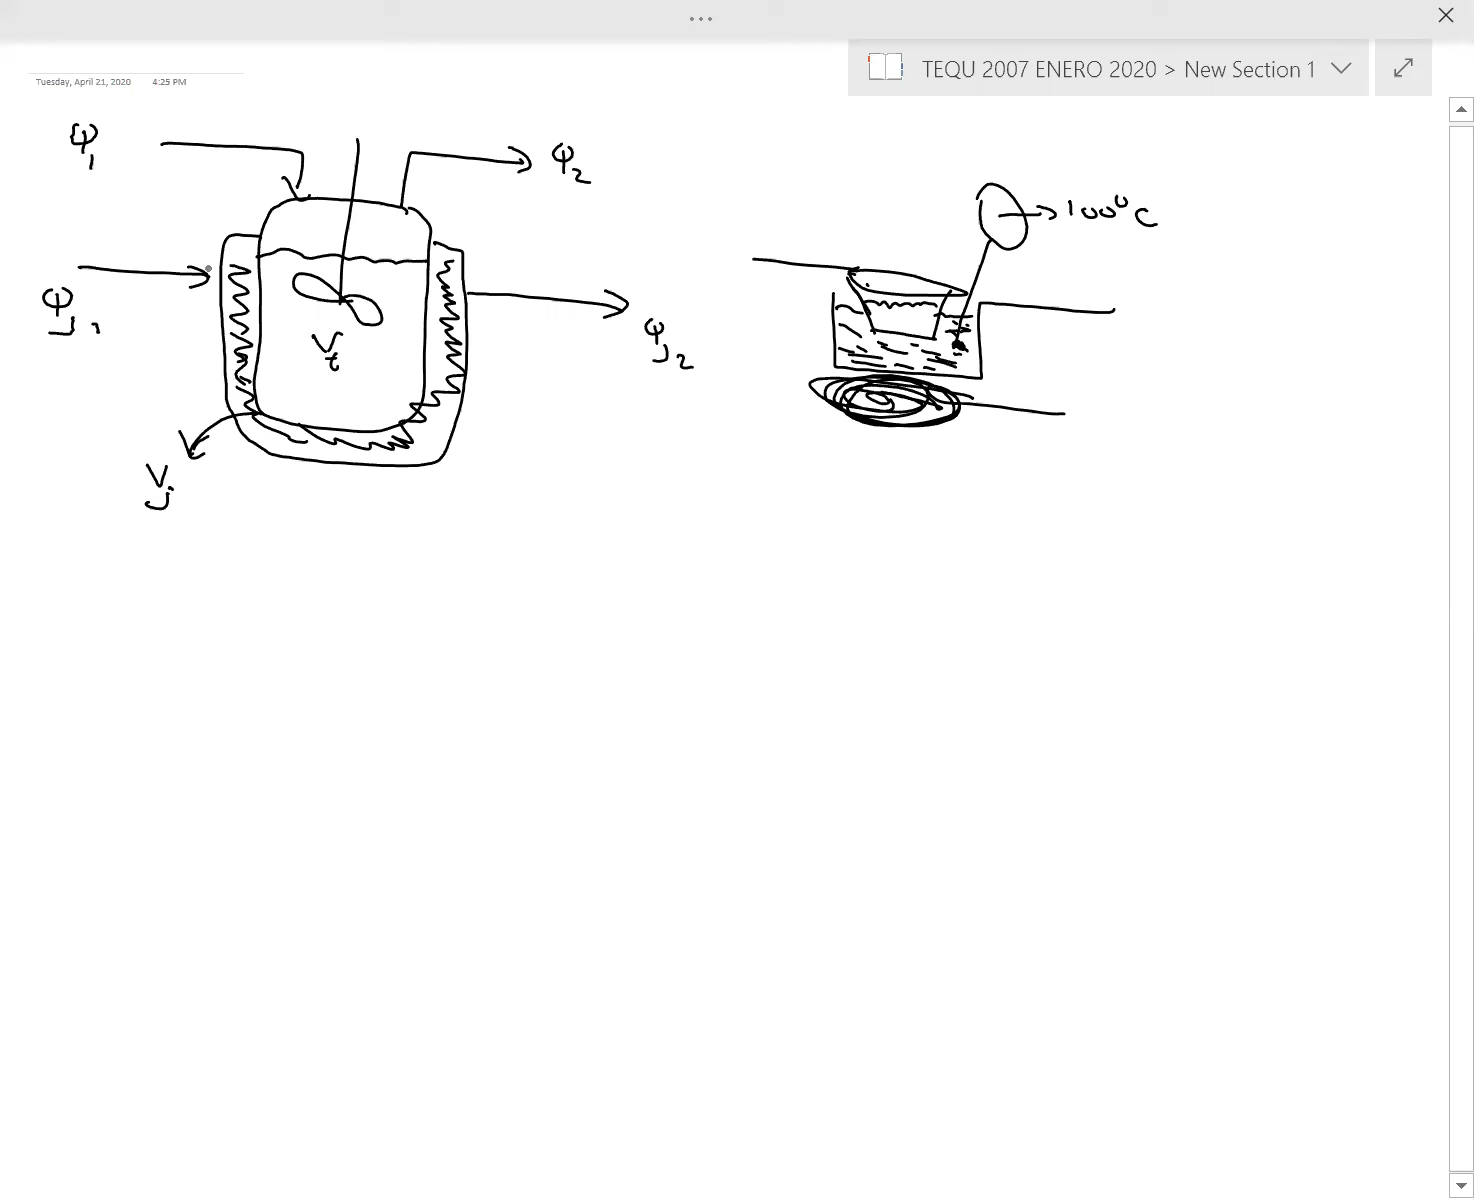 TEQU 2007 ENERO 2020 > New Section 1
Tuesday, April 21, 2020 4:25 PM
φ1
φ2
100°C
φj1
φj2
Vt
Vj